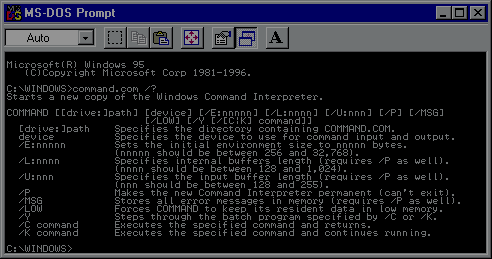 MS-DOS Prompt
Auto
A
Microsoft(R) Windows 95
(C)Copyright Microsoft Corp 1981-1996.
C:\WINDOWS>command.com /?
Starts a new copy of the Windows Command Interpreter.
COMMAND [[drive:]path] [device] [/E:nnnnn] [/L:nnnn] [/U:nnn] [/P] [/MSG]
[/LOW] [/Y [/[C|K] command]]
[drive:]path Specifies the directory containing COMMAND.COM.
device Specifies the device to use for command input and output.
/E:nnnnn Sets the initial environment size to nnnnn bytes.
(nnnnn should be between 256 and 32,768).
/L:nnnn Specifies internal buffers length (requires /P as well).
(nnnn should be between 128 and 1,024).
/U:nnn Specifies the input buffer length (requires /P as well).
(nnn should be between 128 and 255).
/P Makes the new Command Interpreter permanent (can't exit).
/MSG Stores all error messages in memory (requires /P as well).
/LOW Forces COMMAND to keep its resident data in low memory.
/Y Steps through the batch program specified by /C or /K.
/C command Executes the specified command and returns.
/K command Executes the specified command and continues running.
C:\WINDOWS>